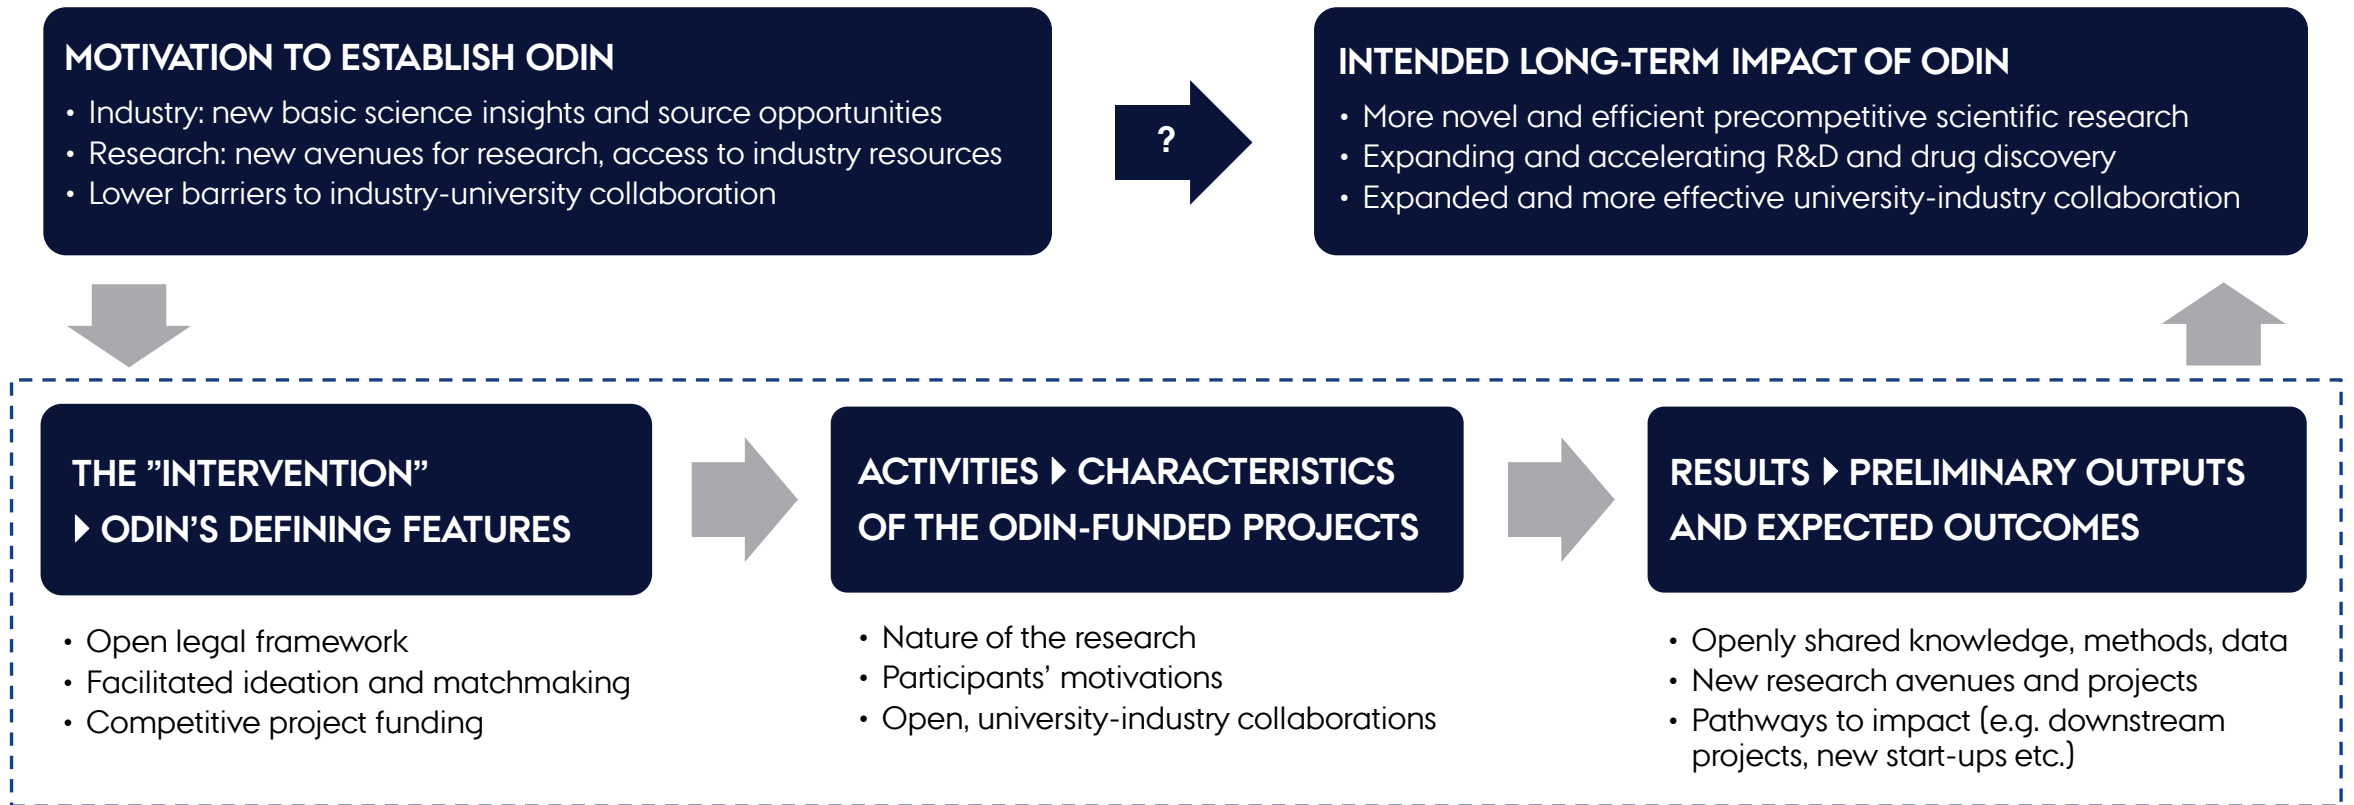 MOTIVATION TO ESTABLISH ODIN
• Industry: new basic science insights and source opportunities
• Research: new avenues for research, access to industry resources
• Lower barriers to industry-university collaboration
?
INTENDED LONG-TERM IMPACT OF ODIN
• More novel and efficient precompetitive scientific research
• Expanding and accelerating R&D and drug discovery
• Expanded and more effective university-industry collaboration
THE ”INTERVENTION”
▶ ODIN’S DEFINING FEATURES
• Open legal framework
• Facilitated ideation and matchmaking
• Competitive project funding
ACTIVITIES ▶ CHARACTERISTICS
OF THE ODIN-FUNDED PROJECTS
• Nature of the research
• Participants’ motivations
• Open, university-industry collaborations
RESULTS ▶ PRELIMINARY OUTPUTS
AND EXPECTED OUTCOMES
• Openly shared knowledge, methods, data
• New research avenues and projects
• Pathways to impact (e.g. downstream
projects, new start-ups etc.)